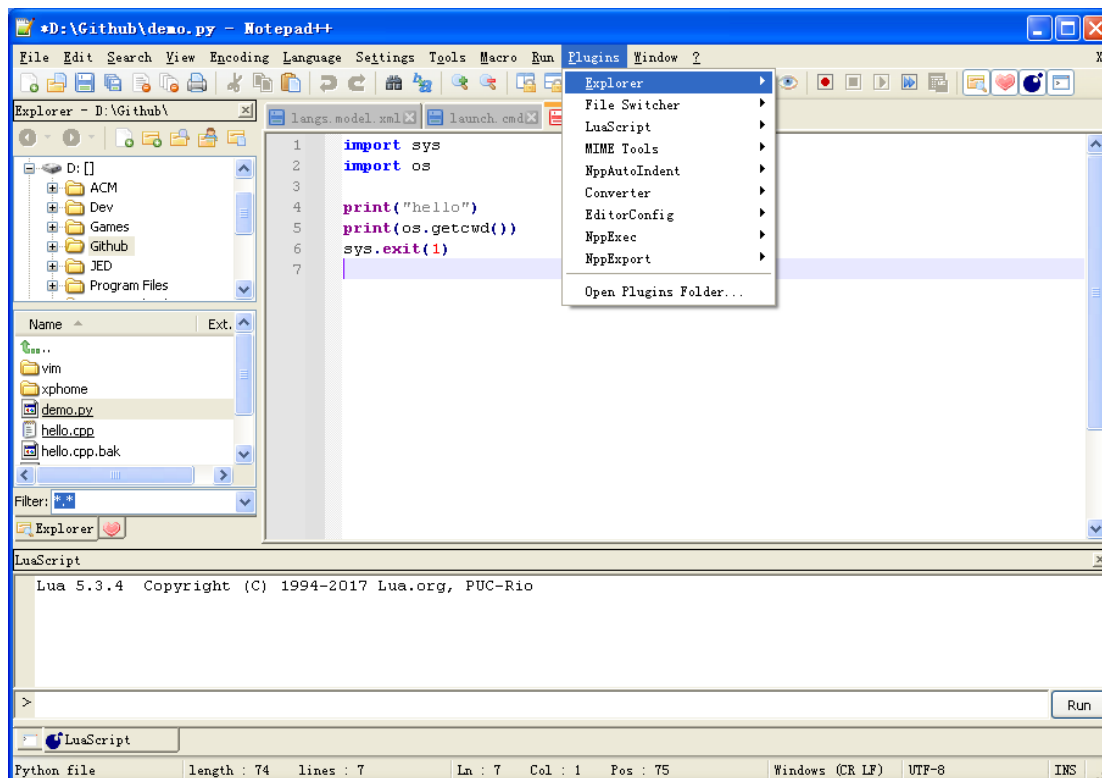 *D:\Github\demo.py - Notepad++
File Edit Search View Encoding Language Settings Tools Macro Run Plugins Window ? X
Explorer - D:\Github\
langs.model.xml launch.cmd
Explorer
File Switcher
LuaScript
MIME Tools
NppAutoIndent
Converter
EditorConfig
NppExec
NppExport
Open Plugins Folder...
D: []
ACM
Dev
Games
Github
JED
Program Files
Name Ext.
..
vim
xphome
demo.py
hello.cpp
hello.cpp.bak
Filter: *.*
Explorer
1 import sys
2 import os
3
4 print("hello")
5 print(os.getcwd())
6 sys.exit(1)
7
LuaScript
Lua 5.3.4 Copyright (C) 1994-2017 Lua.org, PUC-Rio
>
Run
LuaScript
Python file length : 74 lines : 7 Ln : 7 Col : 1 Pos : 75 Windows (CR LF) UTF-8 INS